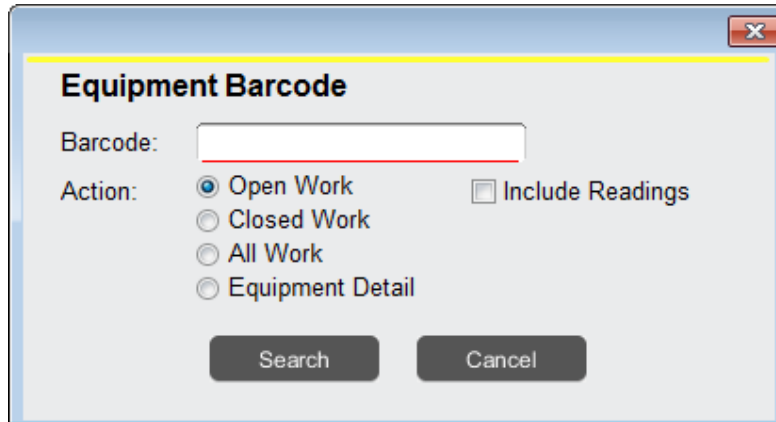 Equipment Barcode
Barcode:
Action:
Open Work
Include Readings
Closed Work
All Work
Equipment Detail
Search
Cancel